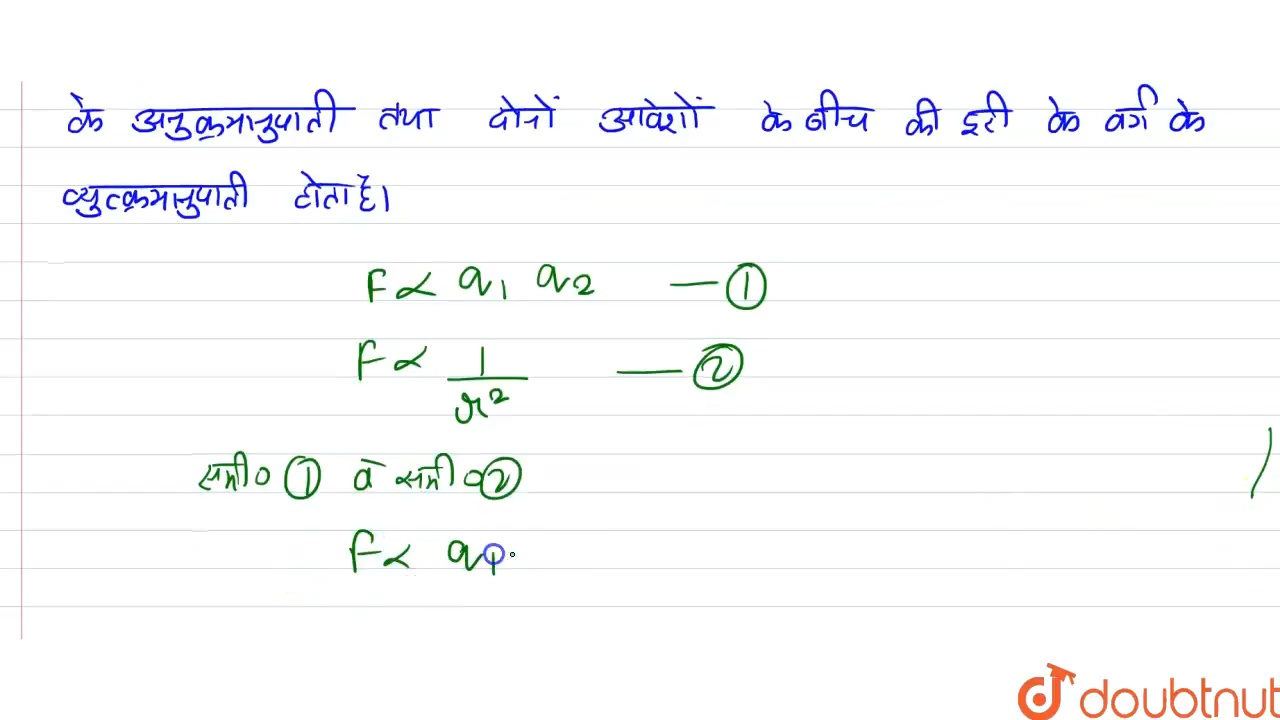 के अनुक्रमानुपाती तथा दोनों आवेशों के बीच की दूरी के वर्ग के
व्युत्क्रमानुपाती होता है।
F ∝ q₁ q₂ — ①
F ∝ 1/r² — ②
समी० ① व समी० ②
F ∝ q₁
doubtnut